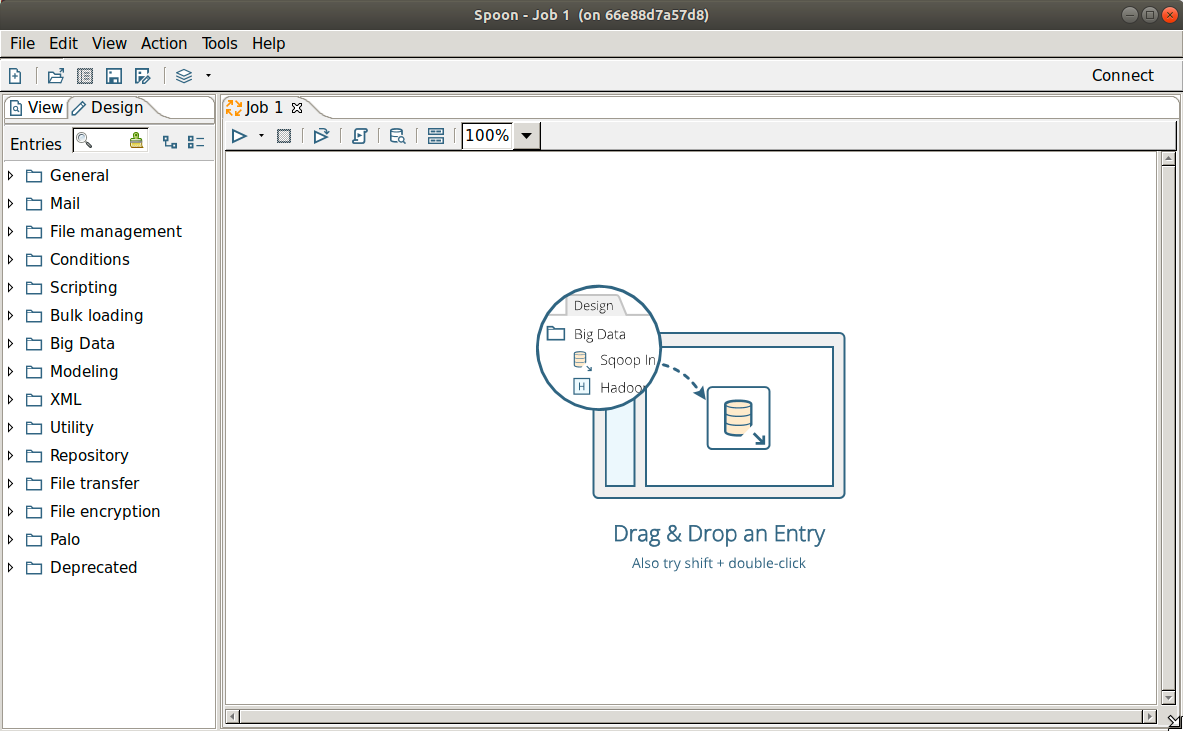 Spoon - Job 1 (on 66e88d7a57d8)
File Edit View Action Tools Help
Connect
View Design
Job 1
Entries
100%
General
Mail
File management
Conditions
Scripting
Bulk loading
Big Data
Modeling
XML
Utility
Repository
File transfer
File encryption
Palo
Deprecated
Design
Big Data
Sqoop In
H Hadoo
Drag & Drop an Entry
Also try shift + double-click